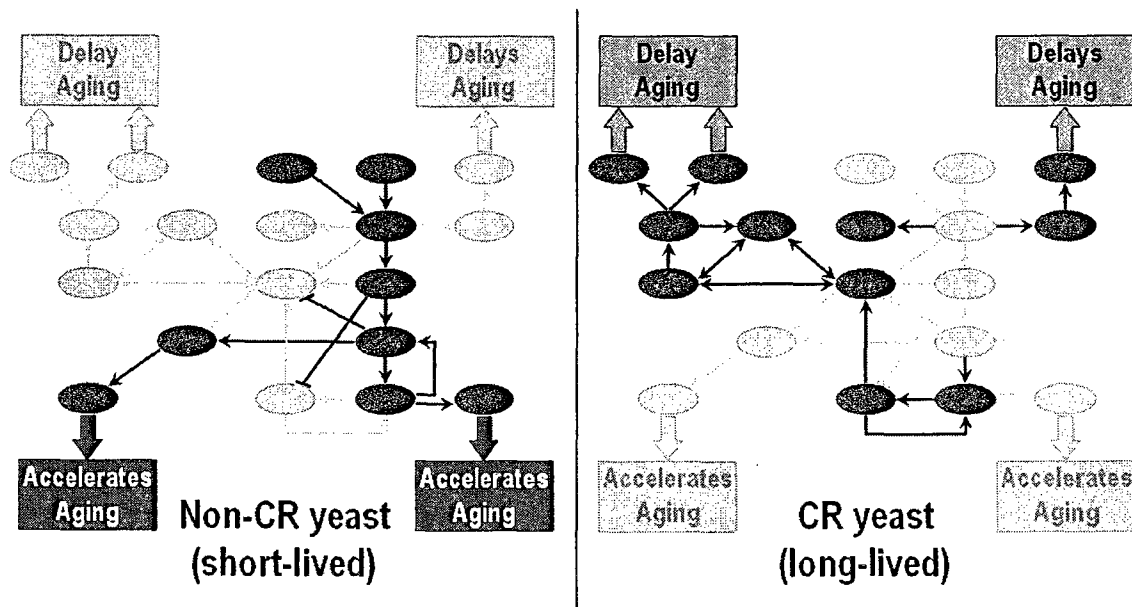 Delay
Aging
Delays
Aging
Accelerates
Aging
Non-CR yeast
(short-lived)
Accelerates
Aging
Delay
Aging
Delays
Aging
Accelerates
Aging
CR yeast
(long-lived)
Accelerates
Aging